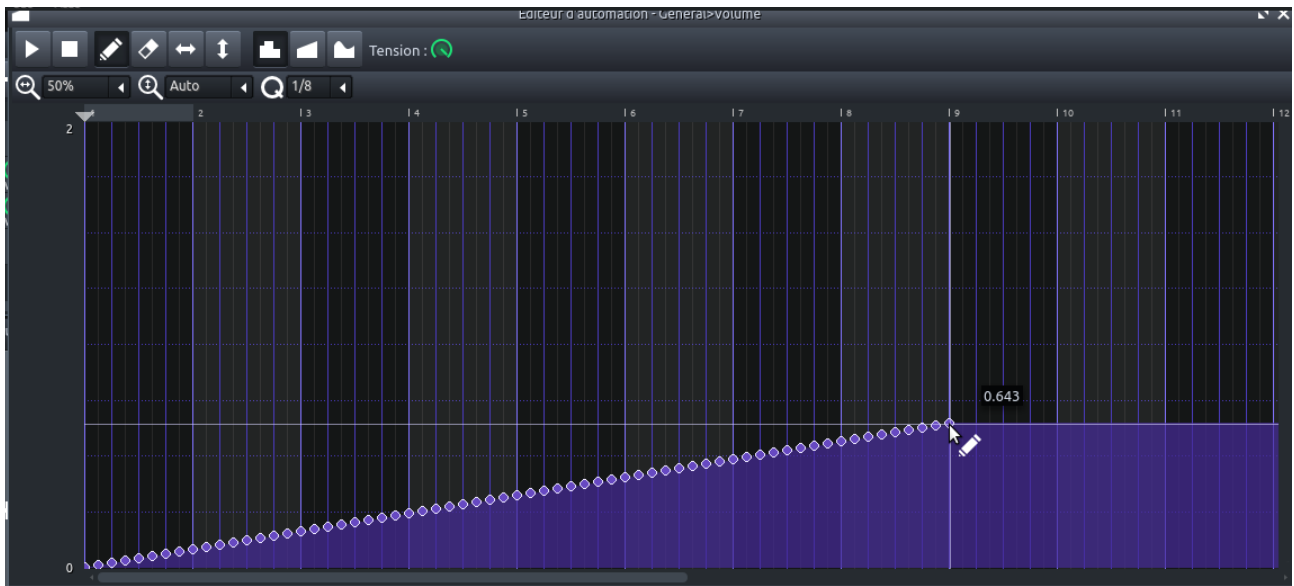 Editeur d'automation - General>Volume
Tension :
50% Auto 1/8
2 3 4 5 6 7 8 9 10 11 12
2
0.643
0